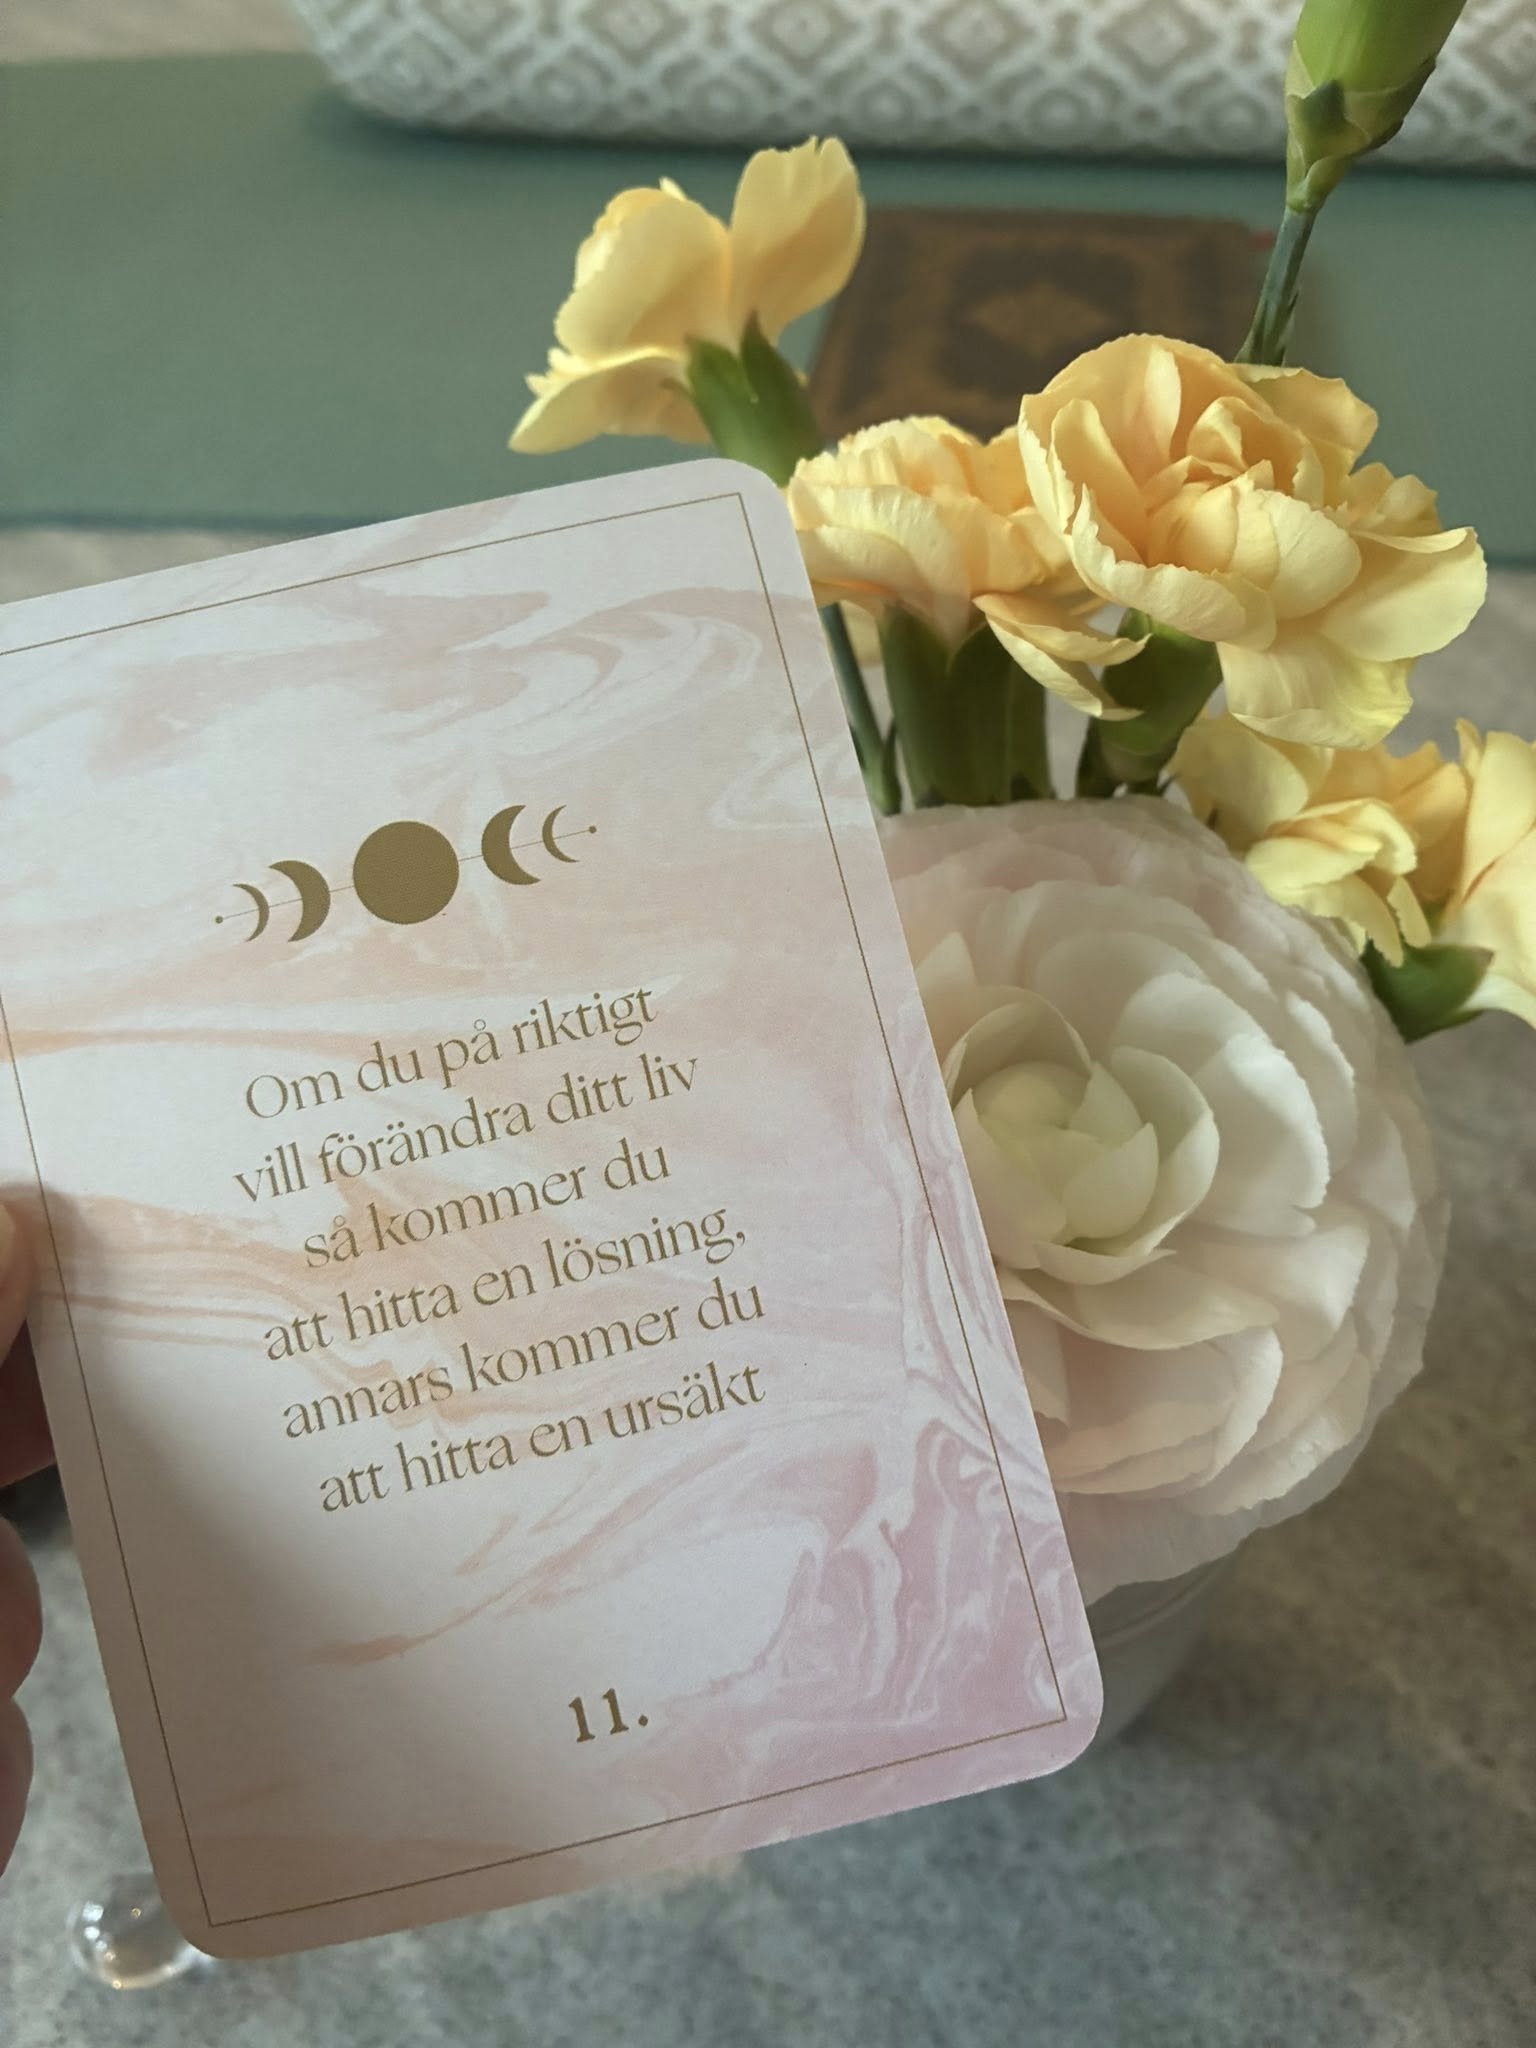 Om du på riktigt
vill förändra ditt liv
så kommer du
att hitta en lösning,
annars kommer du
att hitta en ursäkt
11.